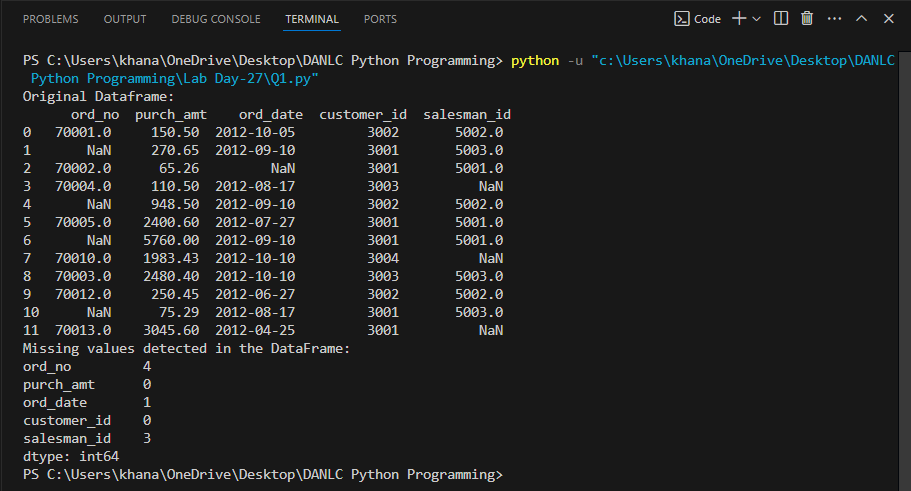 PROBLEMS OUTPUT DEBUG CONSOLE TERMINAL PORTS Code
PS C:\Users\khana\OneDrive\Desktop\DANLC Python Programming> python -u "c:\Users\khana\OneDrive\Desktop\DANLC
 Python Programming\Lab Day-27\Q1.py"
Original Dataframe:
     ord_no  purch_amt    ord_date  customer_id  salesman_id
0   70001.0     150.50  2012-10-05         3002       5002.0
1       NaN     270.65  2012-09-10         3001       5003.0
2   70002.0      65.26         NaN         3001       5001.0
3   70004.0     110.50  2012-08-17         3003          NaN
4       NaN     948.50  2012-09-10         3002       5002.0
5   70005.0    2400.60  2012-07-27         3001       5001.0
6       NaN    5760.00  2012-09-10         3001       5001.0
7   70010.0    1983.43  2012-10-10         3004          NaN
8   70003.0    2480.40  2012-10-10         3003       5003.0
9   70012.0     250.45  2012-06-27         3002       5002.0
10      NaN      75.29  2012-08-17         3001       5003.0
11  70013.0    3045.60  2012-04-25         3001          NaN
Missing values detected in the DataFrame:
ord_no         4
purch_amt      0
ord_date       1
customer_id    0
salesman_id    3
dtype: int64
PS C:\Users\khana\OneDrive\Desktop\DANLC Python Programming>